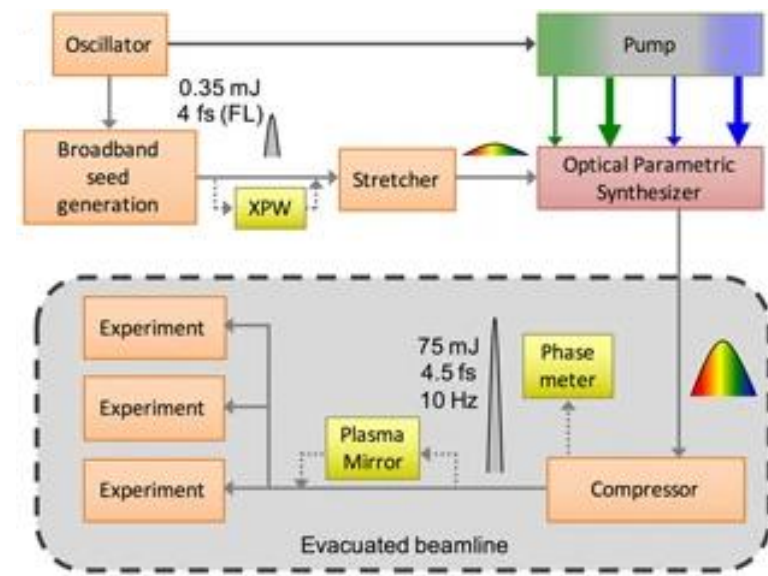 Oscillator
Pump
0.35 mJ
4 fs (FL)
Broadband
seed
generation
XPW
Stretcher
Optical Parametric
Synthesizer
Experiment
Experiment
Experiment
75 mJ
4.5 fs
10 Hz
Phase
meter
Plasma
Mirror
Compressor
Evacuated beamline